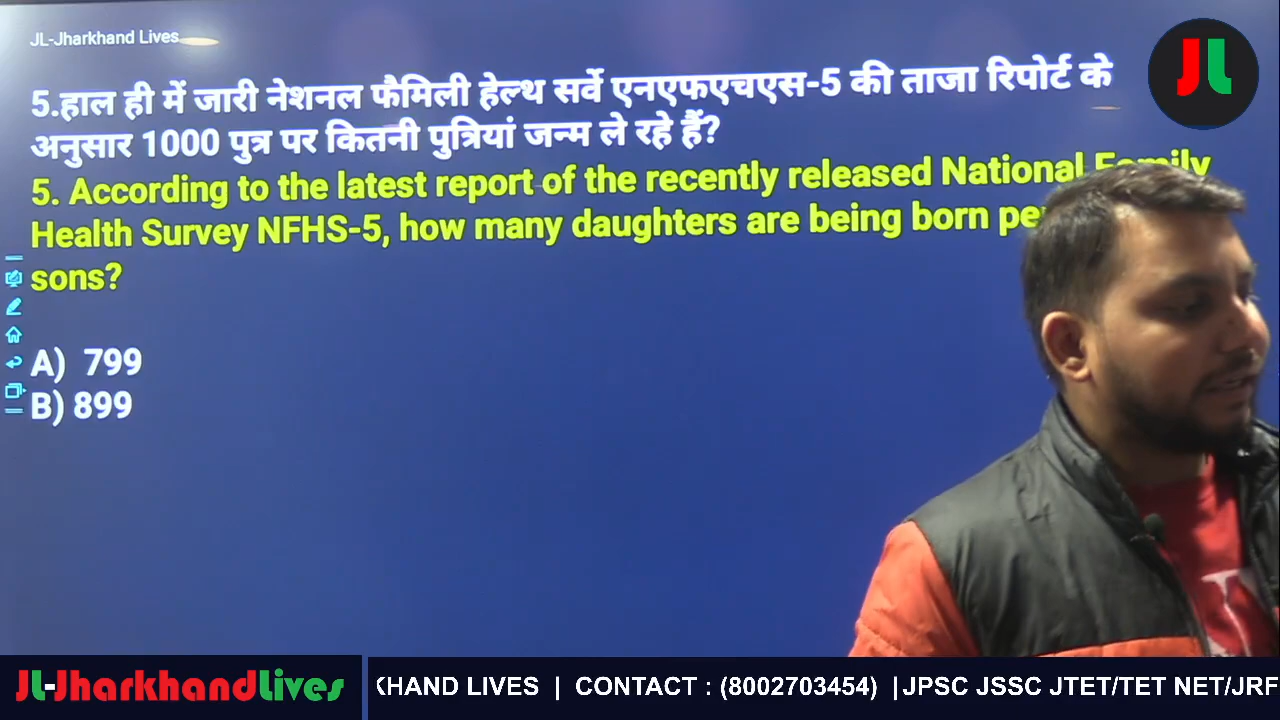 JL-Jharkhand Lives
JL
5.हाल ही में जारी नेशनल फैमिली हेल्थ सर्वे एनएफएचएस-5 की ताजा रिपोर्ट के
अनुसार 1000 पुत्र पर कितनी पुत्रियां जन्म ले रहे हैं?
5. According to the latest report of the recently released National Family
Health Survey NFHS-5, how many daughters are being born
sons?
A) 799
B) 899
JL-JharkhandLives
KHAND LIVES | CONTACT : (8002703454) |JPSC JSSC JTET/TET NET/JRF